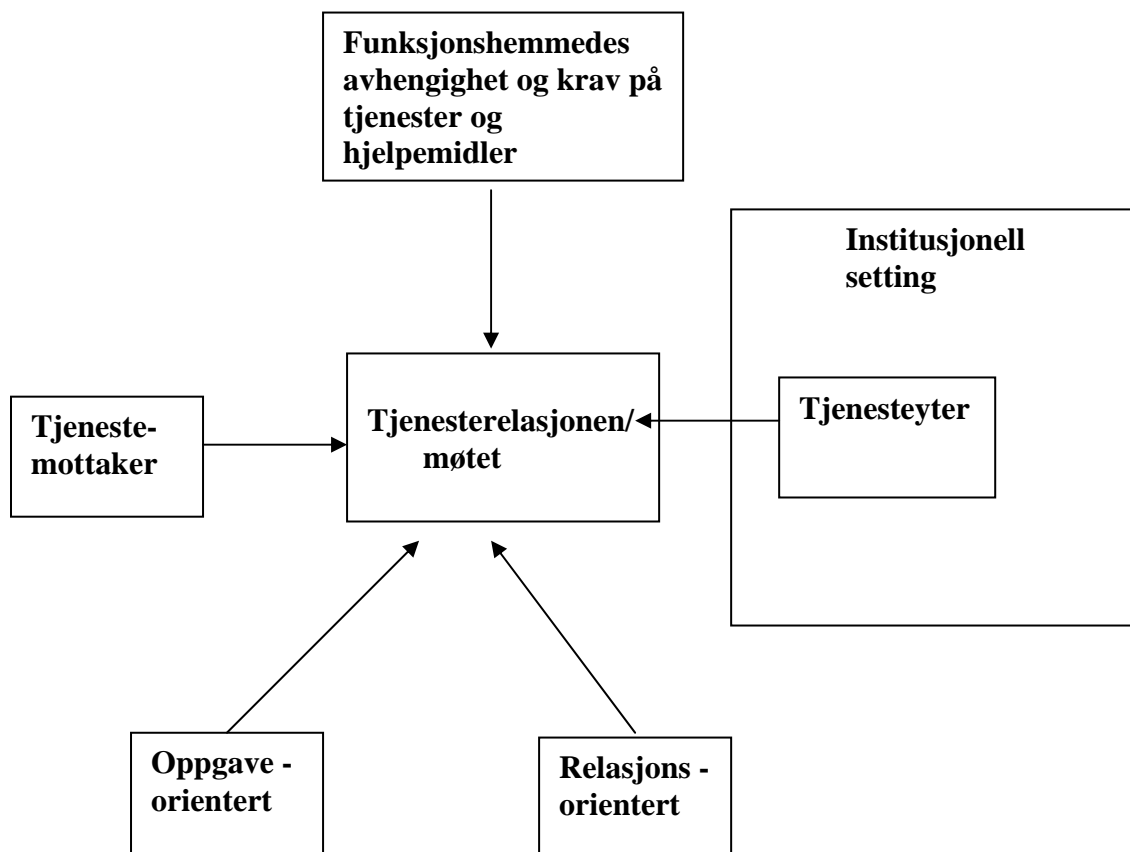 Funksjonshemmedes
avhengighet og krav på
tjenester og
hjelpemidler
Institusjonell
setting
Tjeneste-
mottaker
Tjenesterelasjonen/
møtet
Tjenesteyter
Oppgave -
orientert
Relasjons -
orientert